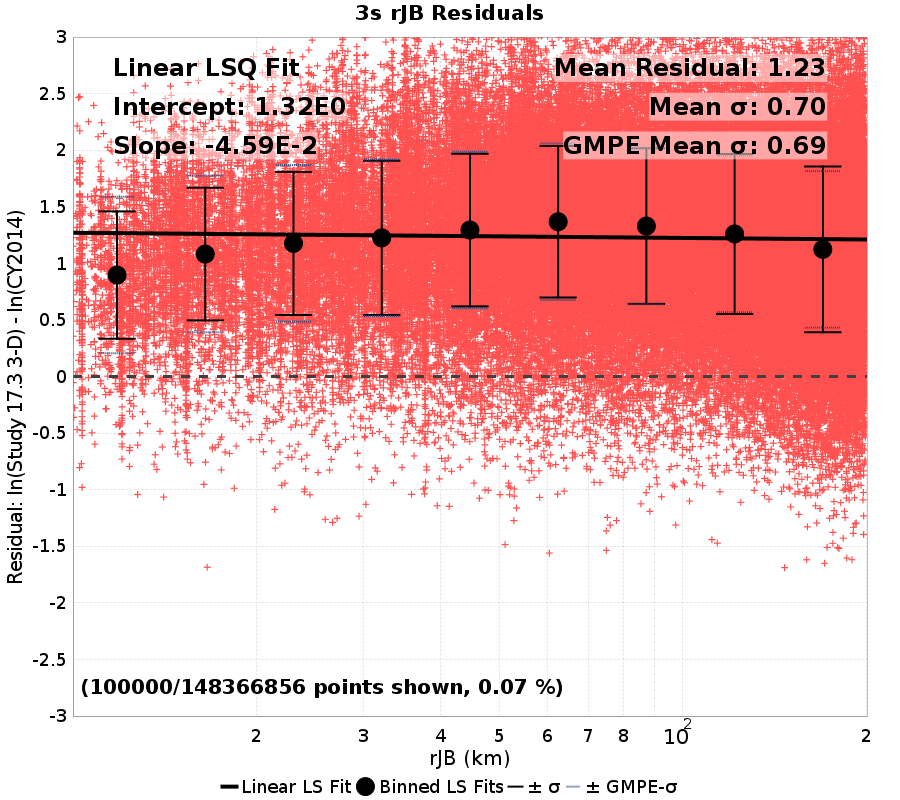 3s rJB Residuals
Linear LSQ Fit
Mean Residual: 1.23
Intercept: 1.32E0
Mean σ: 0.70
Slope: -4.59E-2
GMPE Mean σ: 0.69
Residual: ln(Study 17.3 3-D) - ln(CY2014)
3
2.5
2
1.5
1
0.5
0
-0.5
-1
-1.5
-2
-2.5
-3
(100000/148366856 points shown, 0.07 %)
2 3 4 5 6 7 8 10² 2
rJB (km)
Linear LS Fit Binned LS Fits ± σ ± GMPE-σ